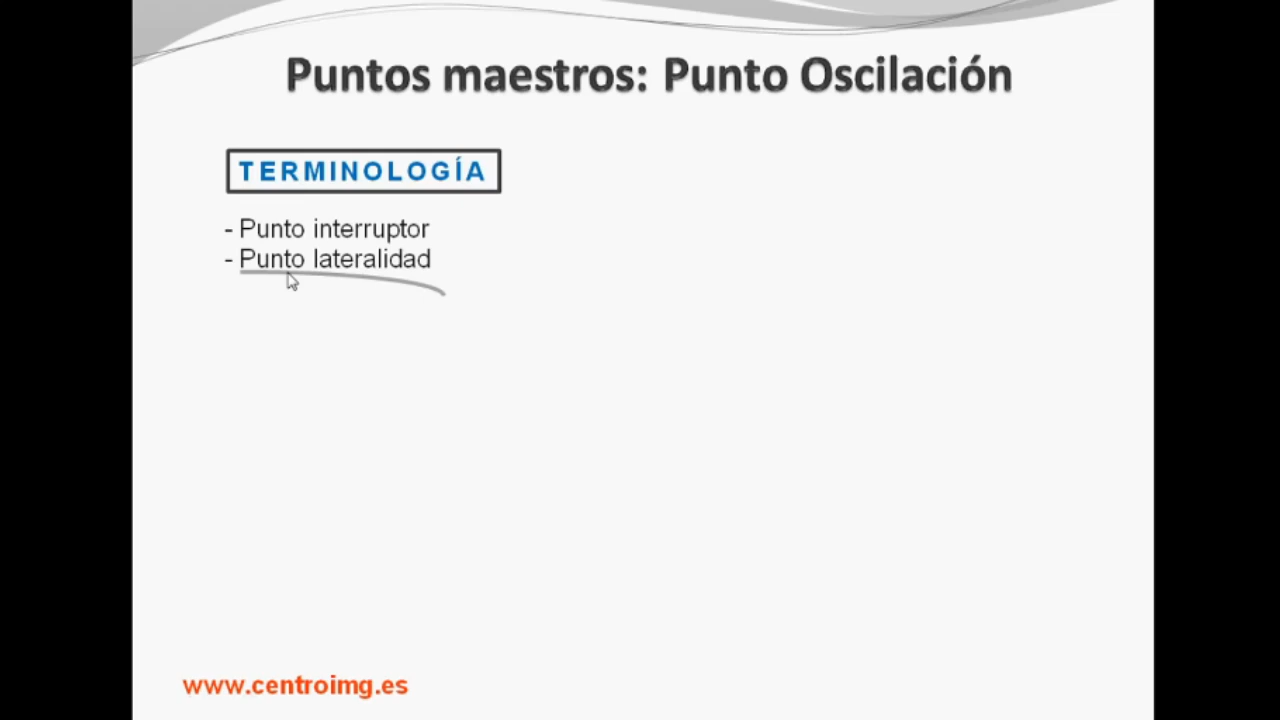 Puntos maestros: Punto Oscilación
TERMINOLOGÍA
- Punto interruptor
- Punto lateralidad
www.centroimg.es